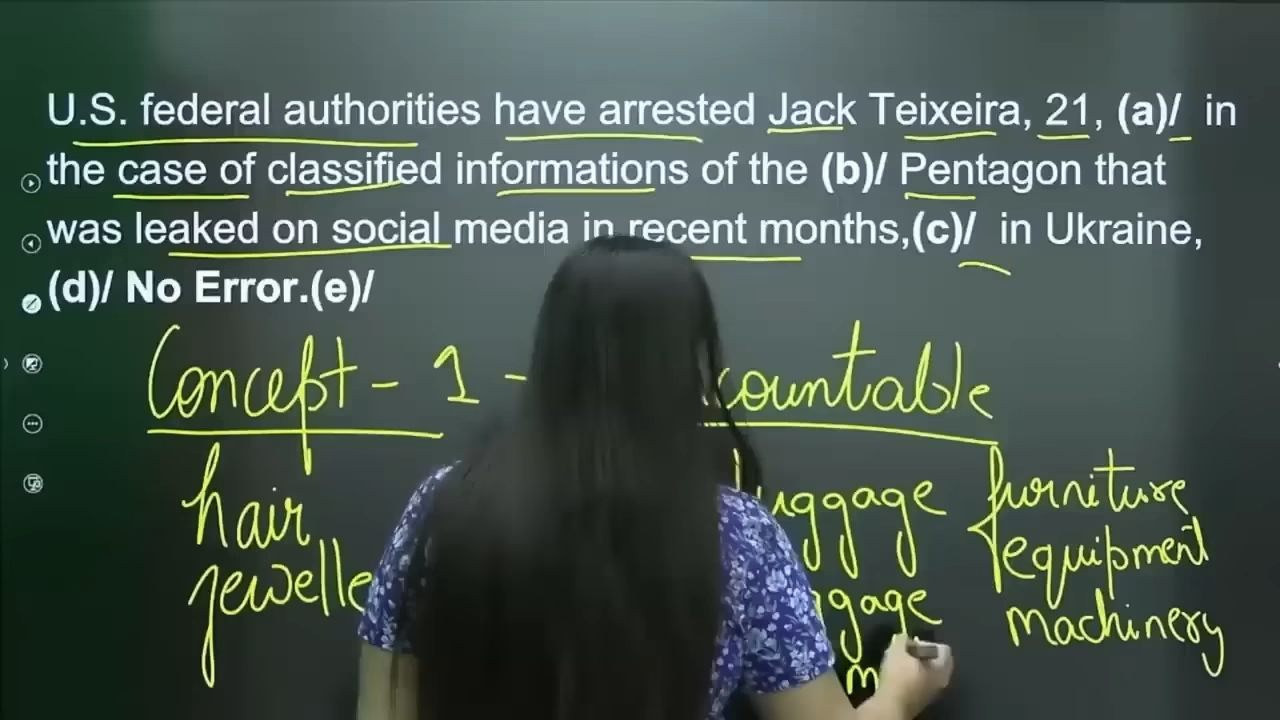 U.S. federal authorities have arrested Jack Teixeira, 21, (a)/ in
the case of classified informations of the (b)/ Pentagon that
was leaked on social media in recent months,(c)/ in Ukraine,
(d)/ No Error.(e)/
Concept - 1 - countable
hair luggage furniture
jewelle equipment
machinery